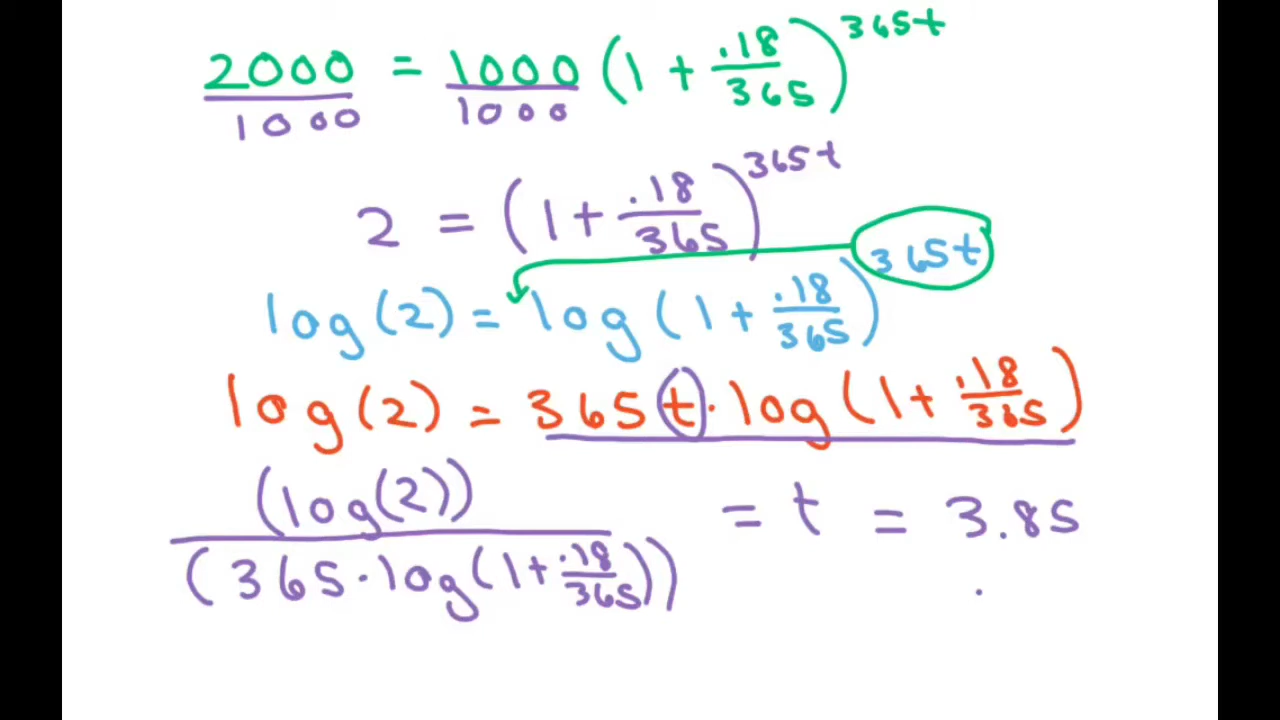 2000/1000 = 1000/1000 (1 + .18/365)^365t
2 = (1 + .18/365)^365t
log(2) = log(1 + .18/365)^365t
log(2) = 365t · log(1 + .18/365)
(log(2))/(365 · log(1 + .18/365)) = t = 3.85